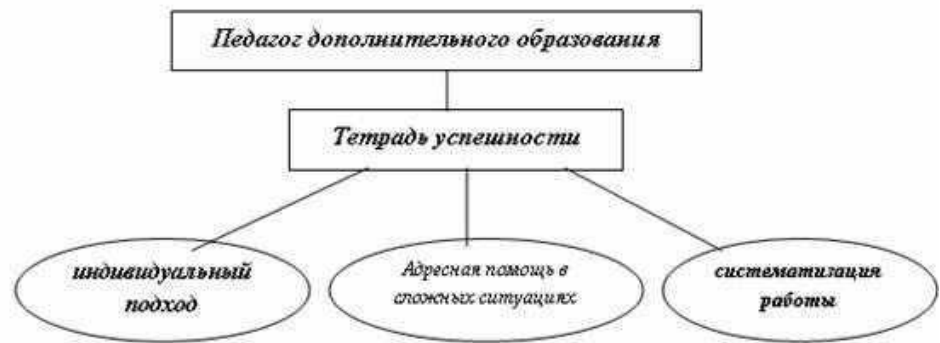 Педагог дополнительного образования
Тетрадь успешности
индивидуальный
подход
Адресная помощь в
сложных ситуациях
систематизация
работы